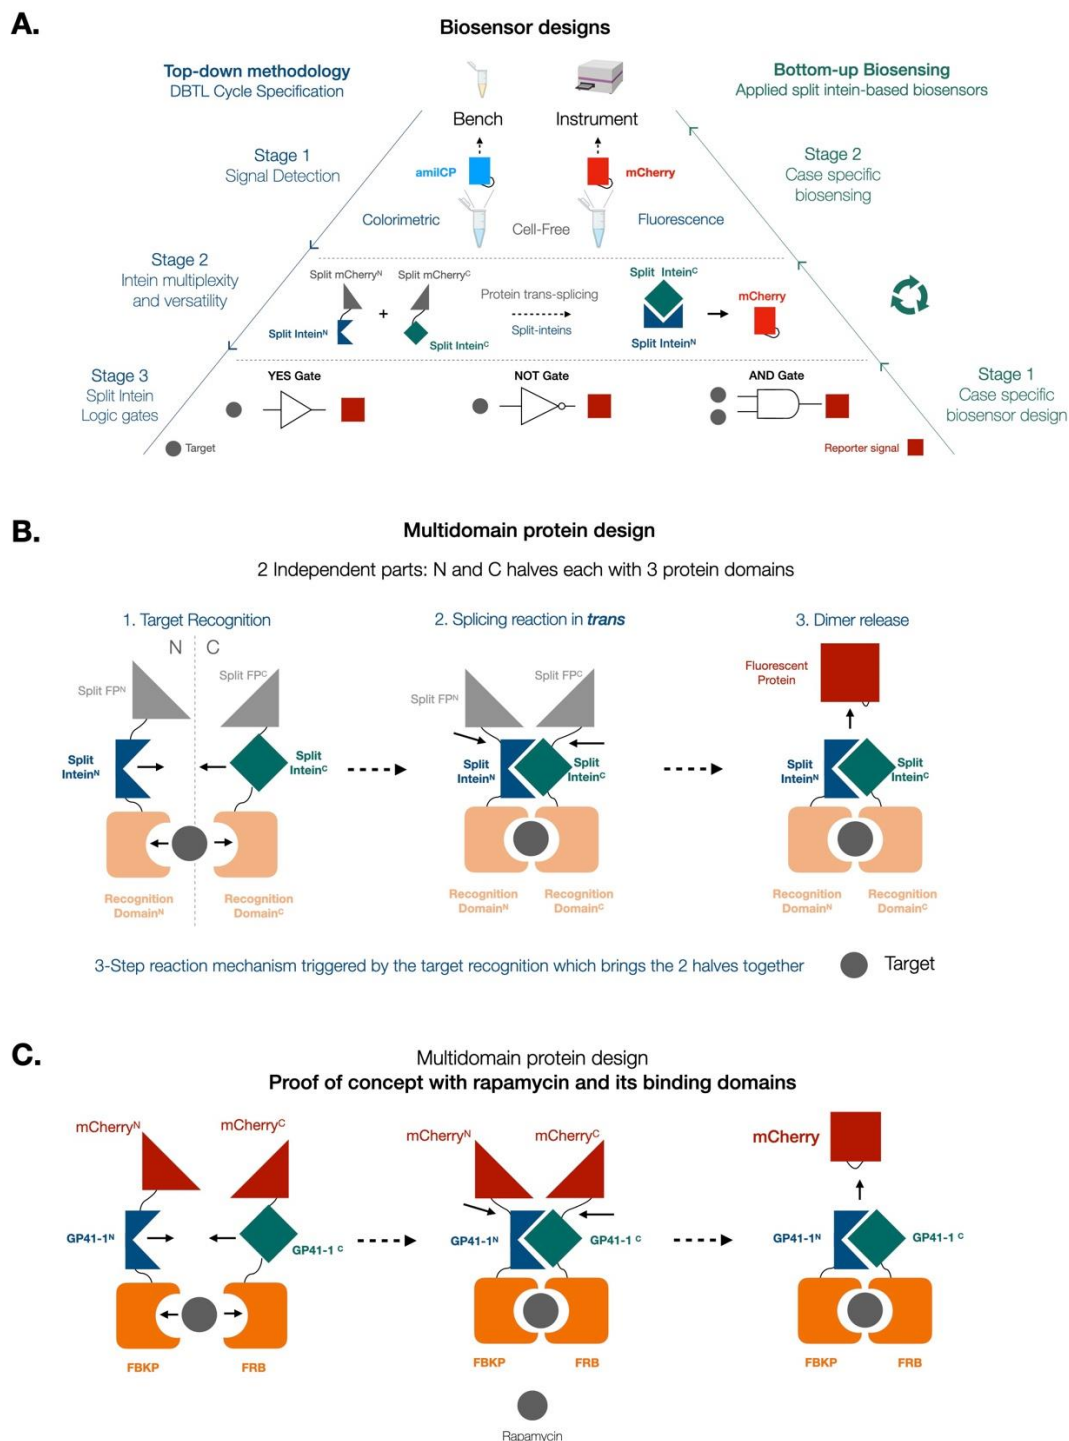 A.
Biosensor designs
Top-down methodology
DBTL Cycle Specification
Bottom-up Biosensing
Applied split intein-based biosensors
Bench
Instrument
Stage 1
Signal Detection
Stage 2
Case specific
biosensing
amilCP
mCherry
Colorimetric
Cell-Free
Fluorescence
Stage 2
Intein multiplexity
and versatility
Split mCherryᴺ
Split mCherryᶜ
Split Inteinᴺ
+
Split Inteinᶜ
Protein trans-splicing
Split-inteins
Split Inteinᶜ
Split Inteinᴺ
mCherry
Stage 3
Split Intein
Logic gates
YES Gate
NOT Gate
AND Gate
Stage 1
Case specific
biosensor design
Target
Reporter signal
B.
Multidomain protein design
2 Independent parts: N and C halves each with 3 protein domains
1. Target Recognition
2. Splicing reaction in trans
3. Dimer release
N C
Split FPᴺ
Split FPᶜ
Split
Inteinᴺ
Split
Inteinᶜ
Recognition
Domainᴺ
Recognition
Domainᶜ
Split FPᴺ
Split FPᶜ
Split
Inteinᴺ
Split
Inteinᶜ
Recognition
Domainᴺ
Recognition
Domainᶜ
Fluorescent
Protein
Split
Inteinᴺ
Split
Inteinᶜ
Recognition
Domainᴺ
Recognition
Domainᶜ
3-Step reaction mechanism triggered by the target recognition which brings the 2 halves together
Target
C.
Multidomain protein design
Proof of concept with rapamycin and its binding domains
mCherryᴺ
mCherryᶜ
GP41-1ᴺ
GP41-1 ᶜ
FBKP
FRB
mCherryᴺ
mCherryᶜ
GP41-1ᴺ
GP41-1 ᶜ
FBKP
FRB
mCherry
GP41-1ᴺ
GP41-1 ᶜ
FBKP
FRB
Rapamycin